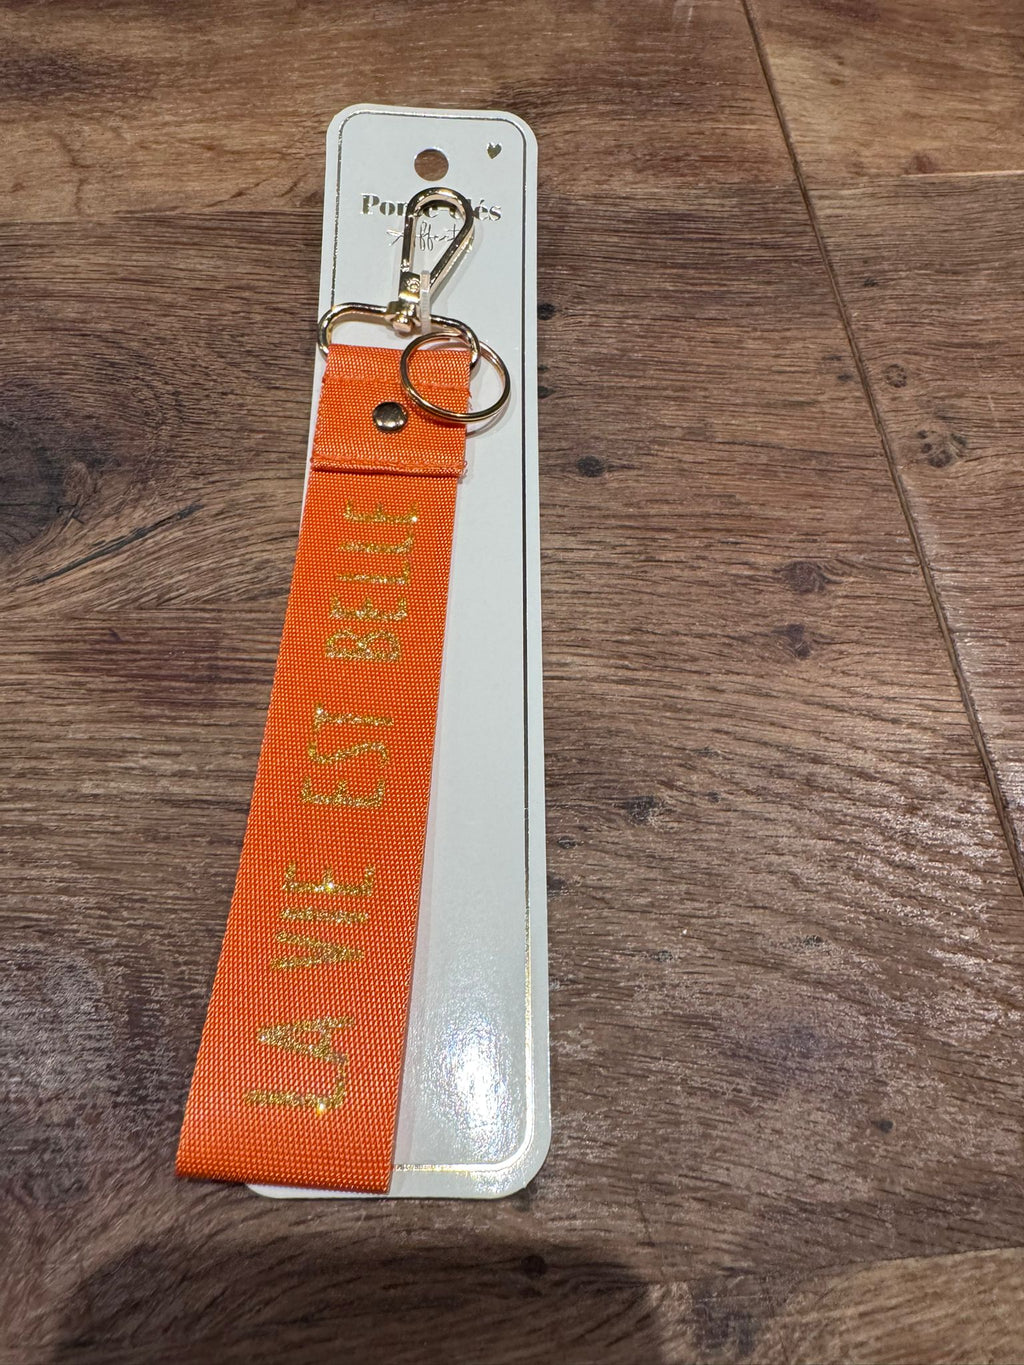 Porte-clés
LA VIE EST BELLE